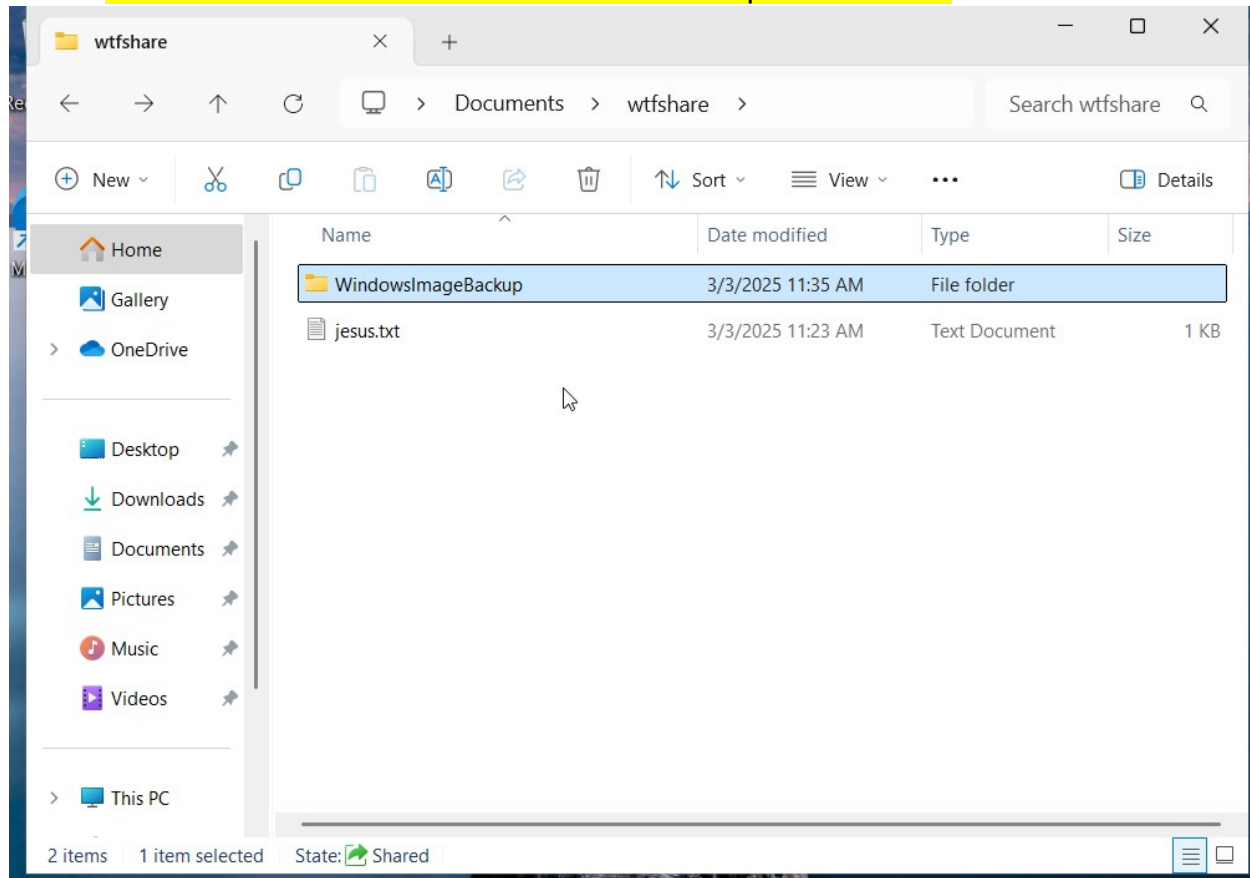 wtfshare
Documents > wtfshare >
Search wtfshare
New
Sort
View
Details
Name Date modified Type Size
WindowsImageBackup 3/3/2025 11:35 AM File folder
jesus.txt 3/3/2025 11:23 AM Text Document 1 KB
Home
Gallery
OneDrive
Desktop
Downloads
Documents
Pictures
Music
Videos
This PC
2 items 1 item selected State: Shared